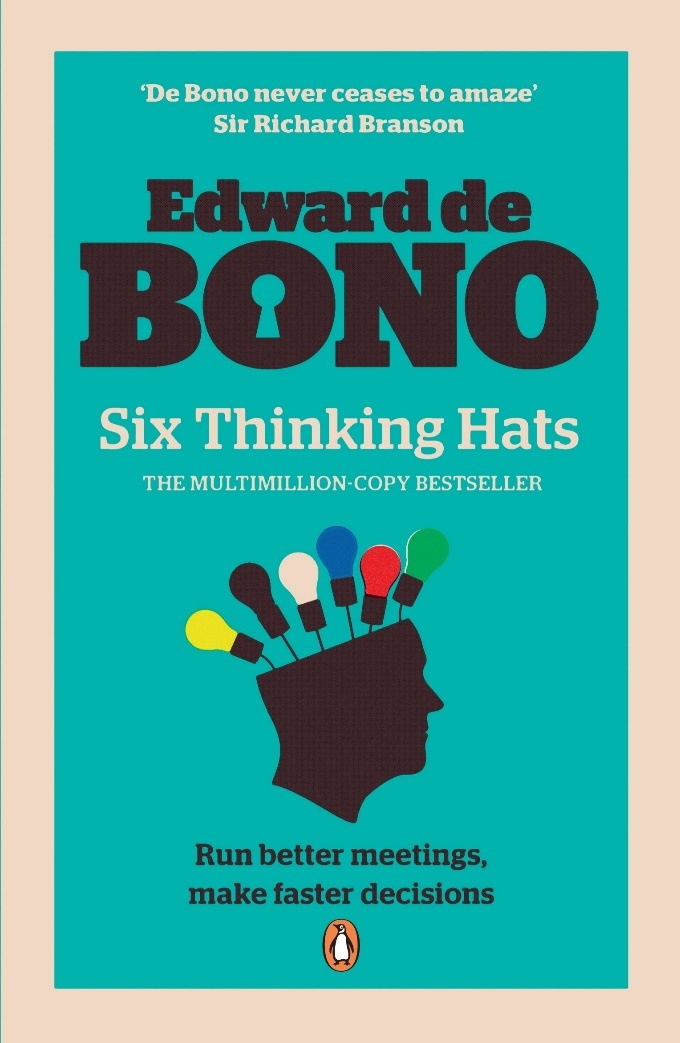 ‘De Bono never ceases to amaze’
Sir Richard Branson
Edward de
BONO
Six Thinking Hats
THE MULTIMILLION-COPY BESTSELLER
Run better meetings,
make faster decisions